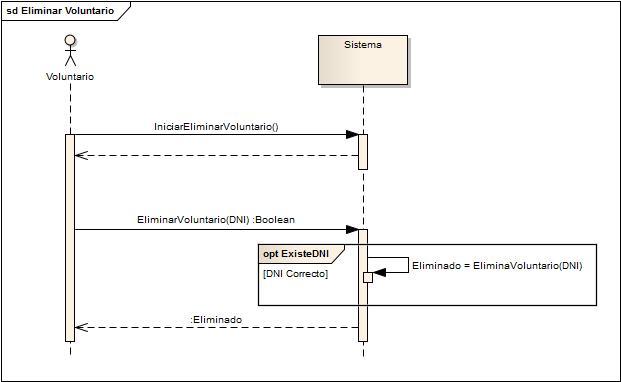 sd Eliminar Voluntario
Voluntario
Sistema
IniciarEliminarVoluntario()
EliminarVoluntario(DNI) :Boolean
opt ExisteDNI
[DNI Correcto]
Eliminado = EliminaVoluntario(DNI)
:Eliminado